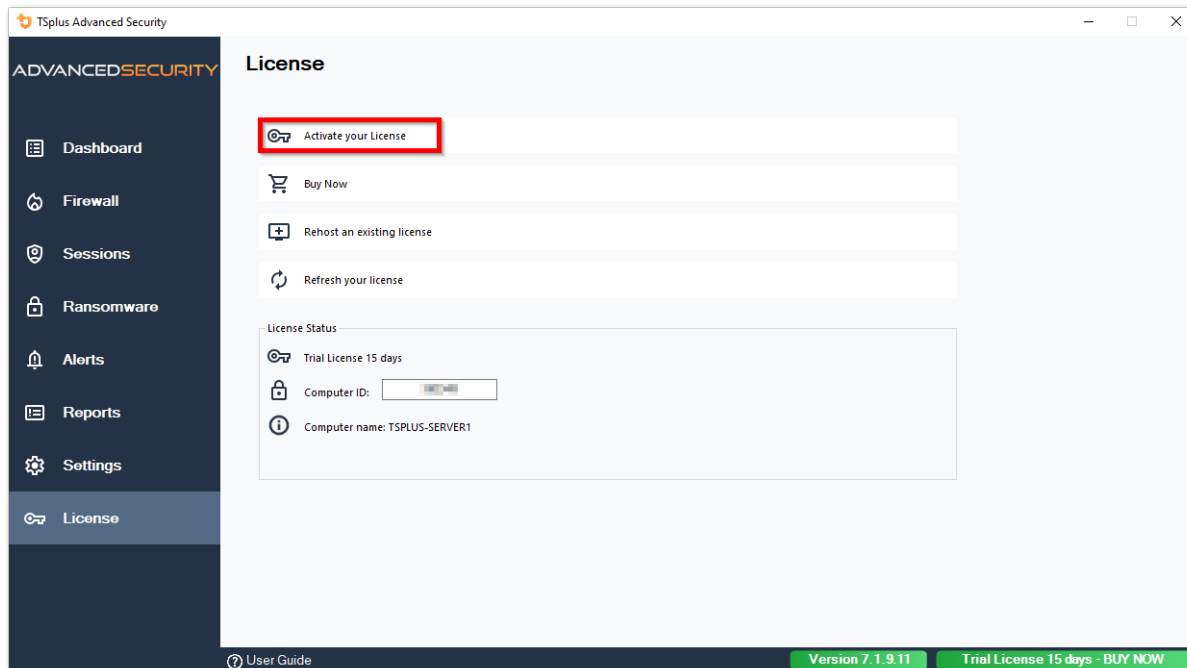 TSplus Advanced Security
ADVANCEDSECURITY
License
Dashboard
Firewall
Sessions
Ransomware
Alerts
Reports
Settings
License
Activate your License
Buy Now
Rehost an existing license
Refresh your license
License Status
Trial License 15 days
Computer ID:
Computer name: TSPLUS-SERVER1
User Guide
Version 7.1.9.11
Trial License 15 days - BUY NOW